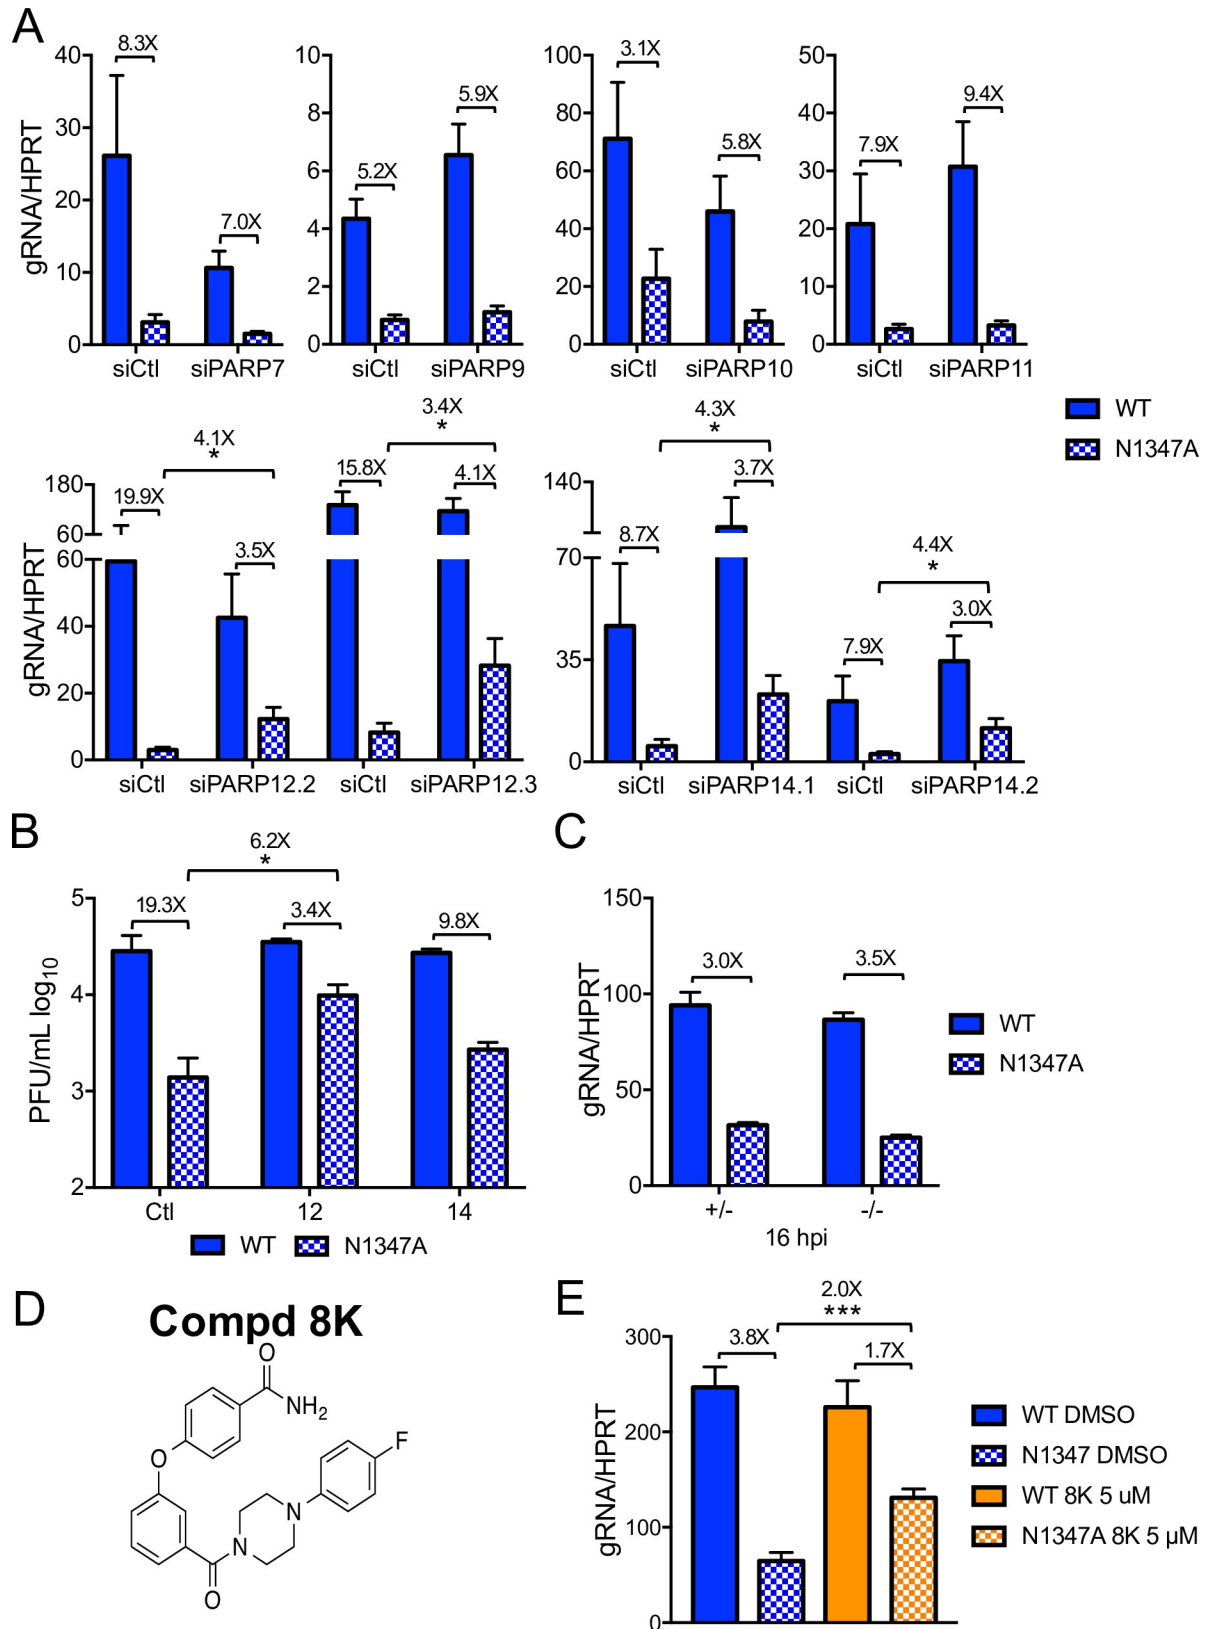 A
8.3X
7.0X
gRNA/HPRT
40
30
20
10
0
siCtl siPARP7
5.2X
5.9X
10
8
6
4
2
0
siCtl siPARP9
3.1X
5.8X
100
80
60
40
20
0
siCtl siPARP10
7.9X
9.4X
50
40
30
20
10
0
siCtl siPARP11
WT
N1347A
4.1X
*
3.4X
*
19.9X
3.5X
15.8X
4.1X
gRNA/HPRT
180
60
60
40
20
0
siCtl siPARP12.2 siCtl siPARP12.3
4.3X
*
3.7X
8.7X
4.4X
*
7.9X
3.0X
140
70
35
0
siCtl siPARP14.1 siCtl siPARP14.2
B
6.2X
*
19.3X
3.4X
9.8X
PFU/mL log10
5
4
3
2
Ctl 12 14
WT N1347A
C
3.0X
3.5X
gRNA/HPRT
150
100
50
0
+/- -/-
16 hpi
WT
N1347A
D
Compd 8K
O
NH2
O
F
N
N
O
E
2.0X
***
3.8X
1.7X
gRNA/HPRT
300
200
100
0
WT DMSO
N1347 DMSO
WT 8K 5 uM
N1347A 8K 5 µM